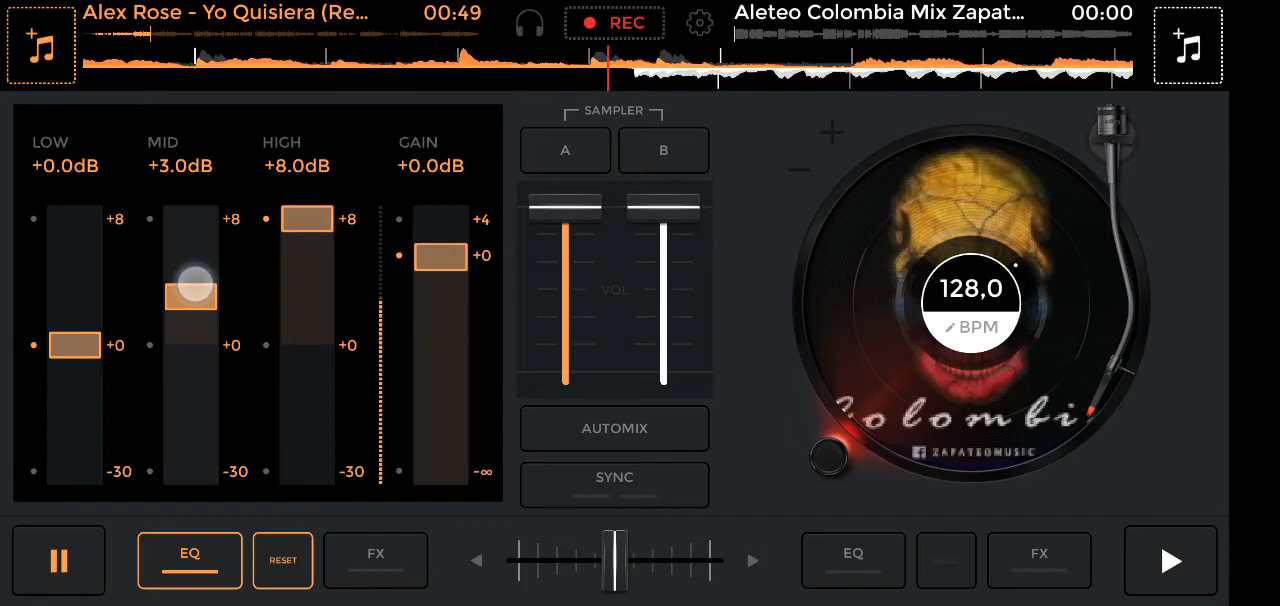 Alex Rose - Yo Quisiera (Re... 00:49
REC
Aleteo Colombia Mix Zapat... 00:00
LOW MID HIGH GAIN
+0.0dB +3.0dB +8.0dB +0.0dB
+8 +8 +8 +4
+0
+0 +0 +0
-30 -30 -30 -∞
SAMPLER
A B
VOL
AUTOMIX
SYNC
128,0
BPM
Colombi
ZAPATEOMUSIC
EQ RESET FX
EQ FX